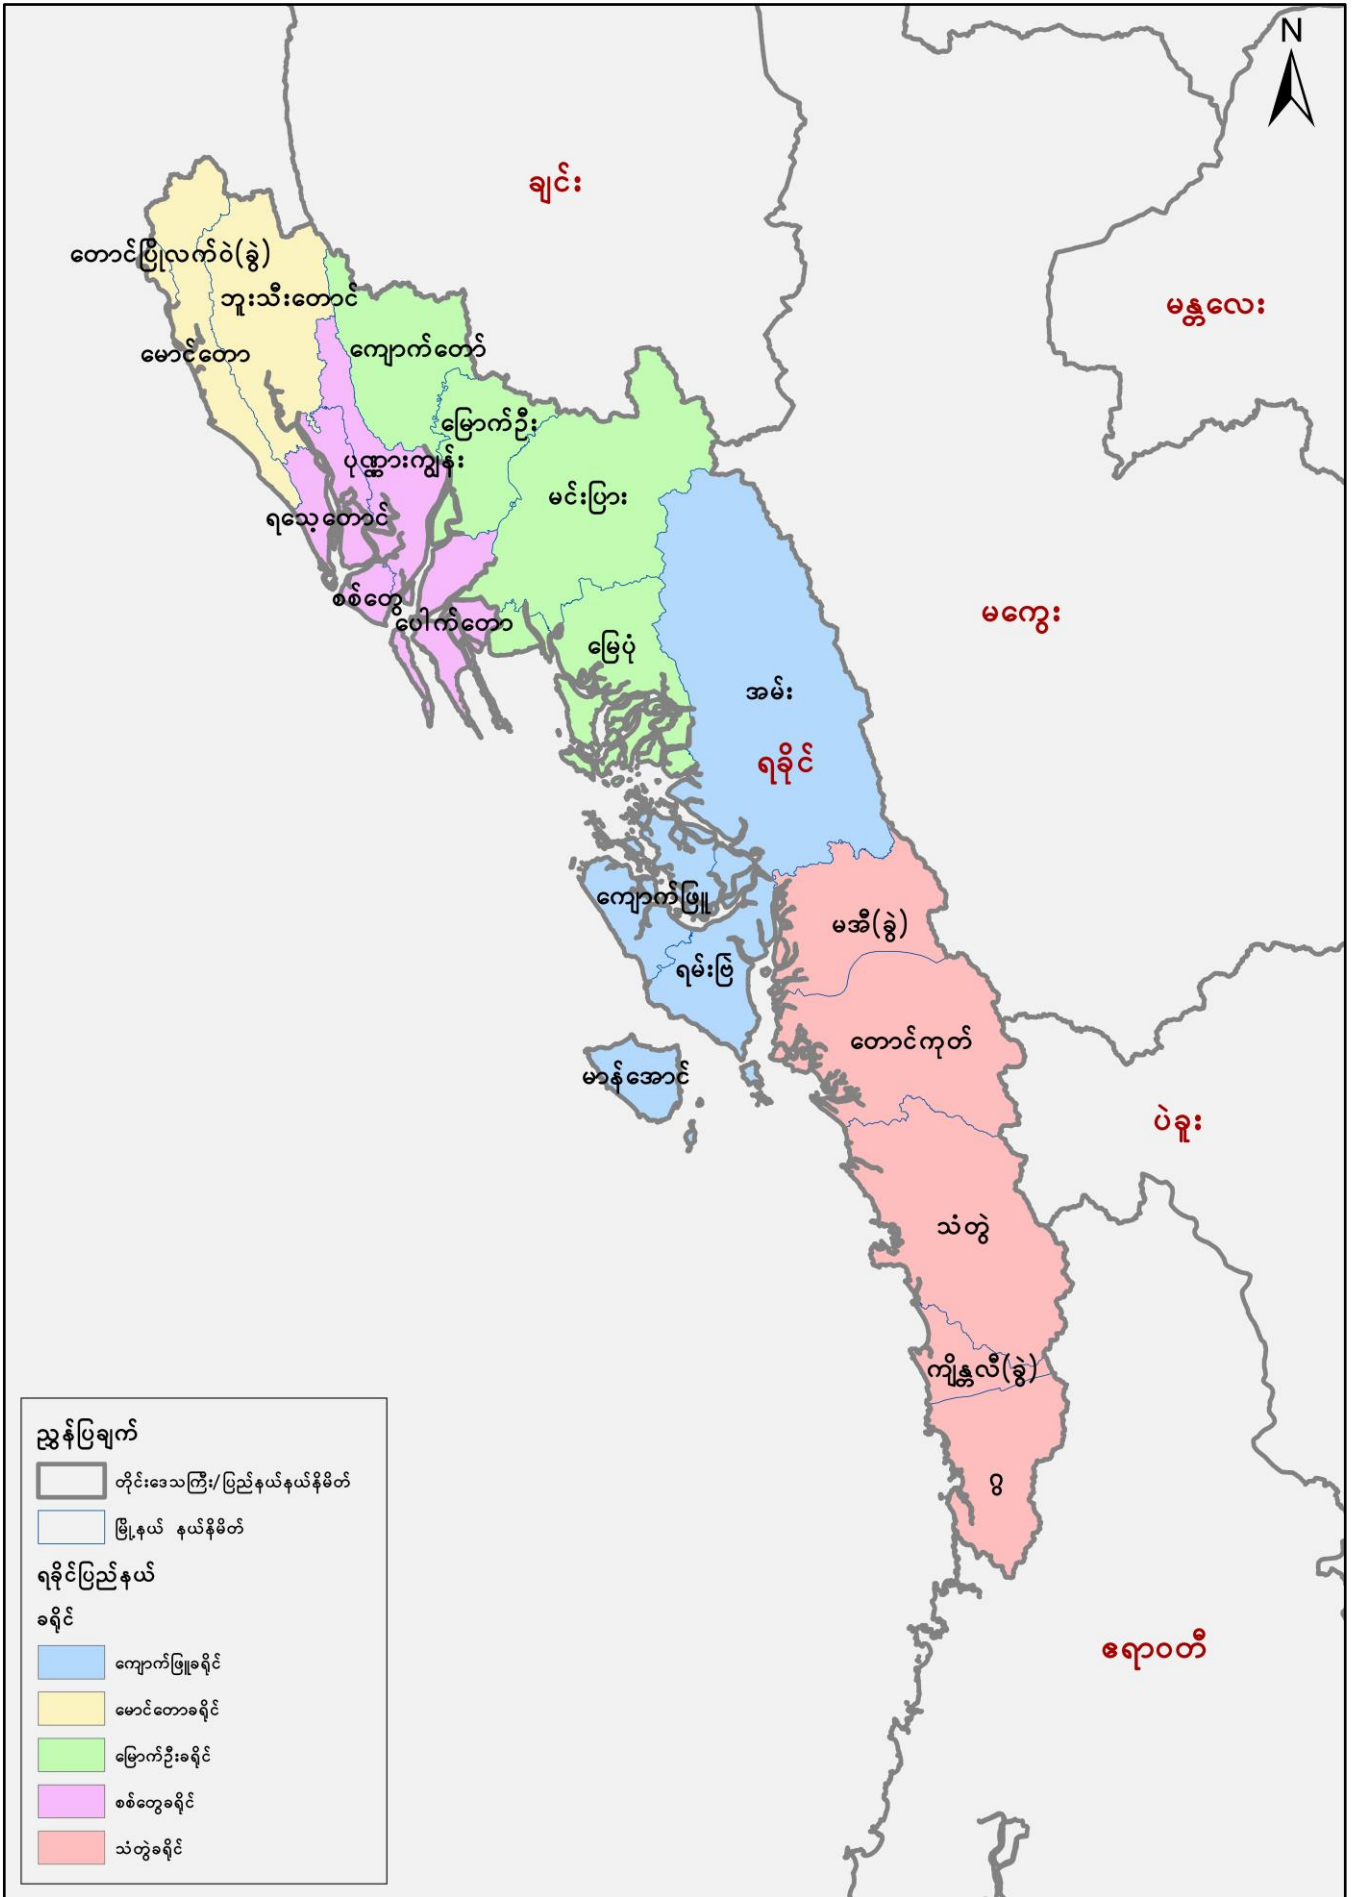 N
ချင်း
တောင်ပြိုလက်ဝဲ(ခွဲ)
ဘူးသီးတောင်
မန္တလေး
မောင်တော
ကျောက်တော်
မြောက်ဦး
ပုဏ္ဏားကျွန်း
မင်းပြား
ရသေ့တောင်
စစ်တွေ
မကွေး
ပေါက်တော
မြေပုံ
အမ်း
ရခိုင်
ကျောက်ဖြူ
မအီ(ခွဲ)
ရမ်းဗြဲ
တောင်ကုတ်
မာန်အောင်
ပဲခူး
သံတွဲ
ကျိန္တလီ(ခွဲ)
ဂွ
ဧရာဝတီ
ညွှန်ပြချက်
တိုင်းဒေသကြီး/ပြည်နယ်နယ်နိမိတ်
မြို့နယ် နယ်နိမိတ်
ရခိုင်ပြည်နယ်
ခရိုင်
ကျောက်ဖြူခရိုင်
မောင်တောခရိုင်
မြောက်ဦးခရိုင်
စစ်တွေခရိုင်
သံတွဲခရိုင်